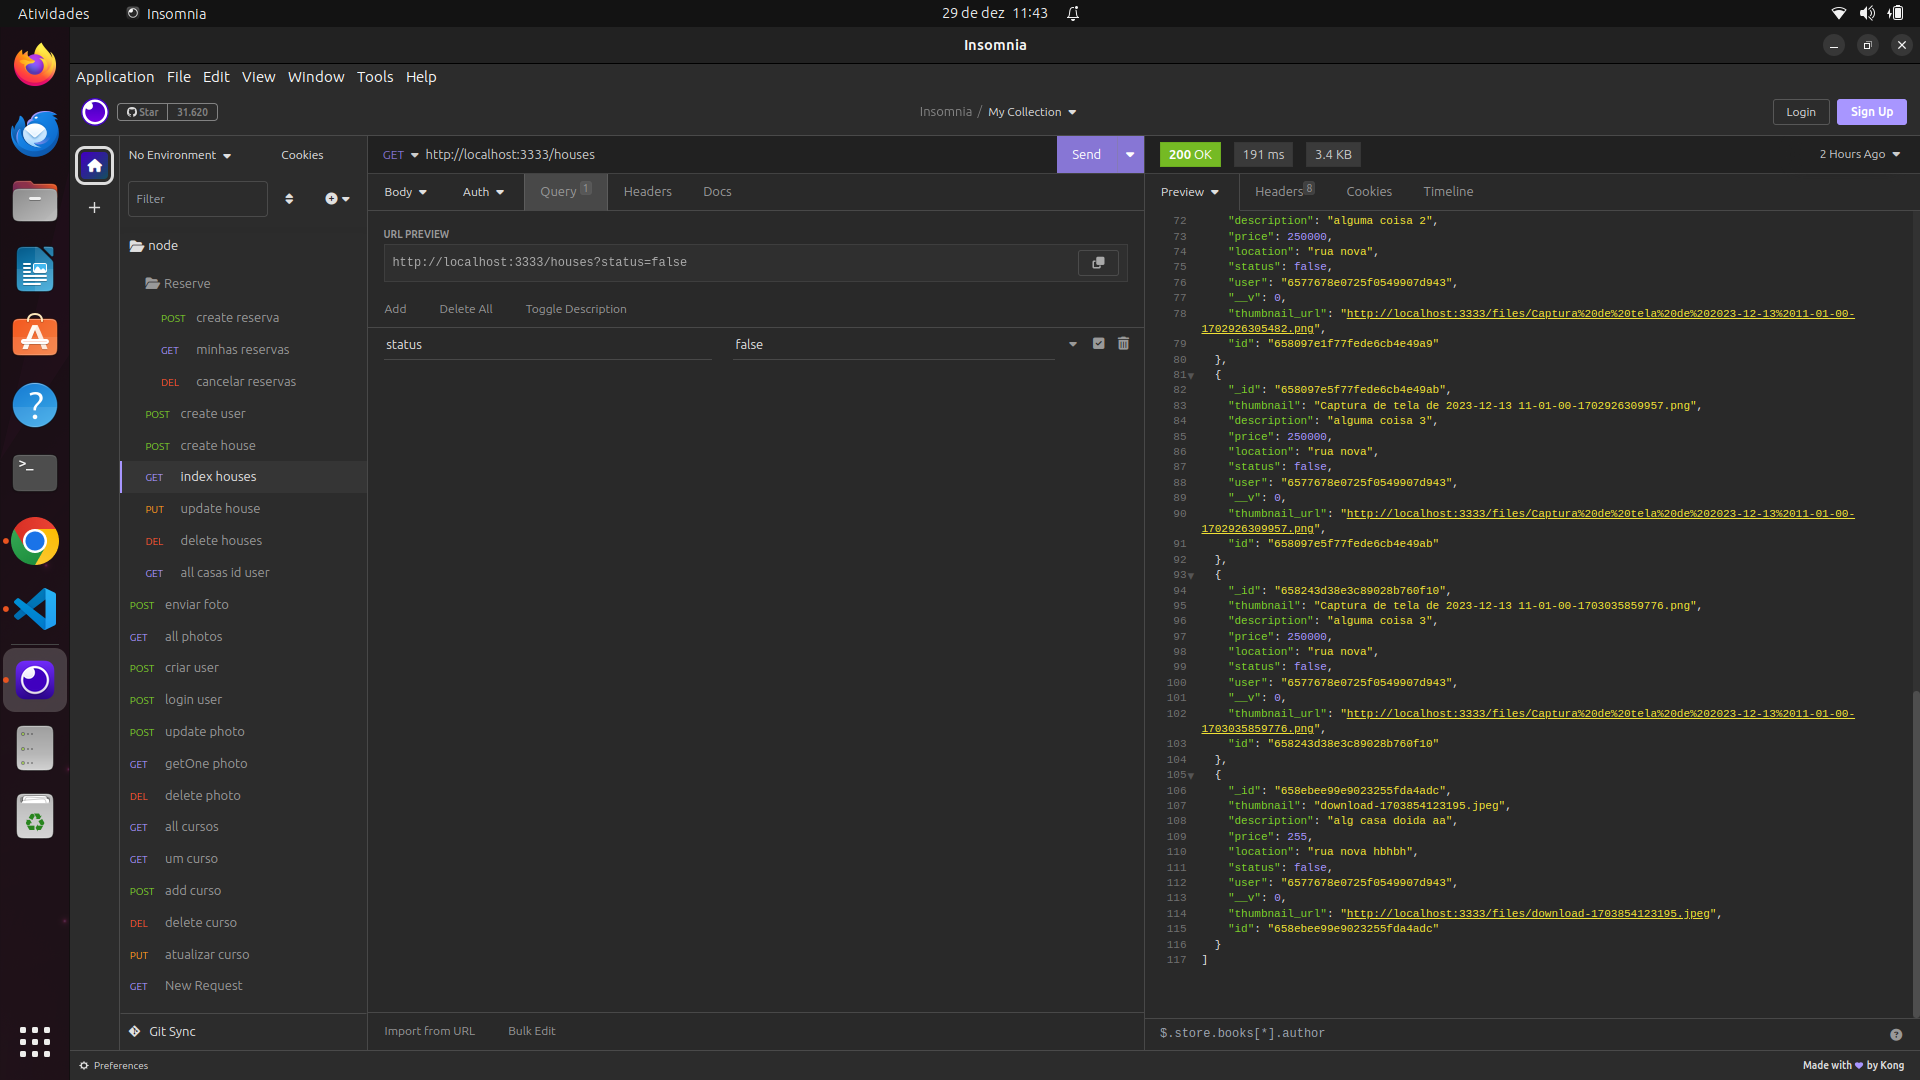 Atividades
Insomnia
29 de dez 11:43
Insomnia
Application File Edit View Window Tools Help
Star 31.620
Insomnia / My Collection
Login
Sign Up
No Environment
Cookies
Filter
node
Reserve
POST create reserva
GET minhas reservas
DEL cancelar reservas
POST create user
POST create house
GET index houses
PUT update house
DEL delete houses
GET all casas id user
POST enviar foto
GET all photos
POST criar user
POST login user
POST update photo
GET getOne photo
DEL delete photo
GET all cursos
GET um curso
POST add curso
DEL delete curso
PUT atualizar curso
GET New Request
Git Sync
Preferences
GET http://localhost:3333/houses
Send
Body Auth Query 1 Headers Docs
URL PREVIEW
http://localhost:3333/houses?status=false
Add Delete All Toggle Description
status false
Import from URL Bulk Edit
200 OK 191 ms 3.4 KB 2 Hours Ago
Preview Headers 8 Cookies Timeline
72 "description": "alguma coisa 2",
73 "price": 250000,
74 "location": "rua nova",
75 "status": false,
76 "user": "6577678e0725f0549907d943",
77 "__v": 0,
78 "thumbnail_url": "http://localhost:3333/files/Captura%20de%20tela%20de%202023-12-13%2011-01-00-
1702926305482.png",
79 "id": "658097e1f77fede6cb4e49a9"
80 },
81 {
82 "_id": "658097e5f77fede6cb4e49ab",
83 "thumbnail": "Captura de tela de 2023-12-13 11-01-00-1702926309957.png",
84 "description": "alguma coisa 3",
85 "price": 250000,
86 "location": "rua nova",
87 "status": false,
88 "user": "6577678e0725f0549907d943",
89 "__v": 0,
90 "thumbnail_url": "http://localhost:3333/files/Captura%20de%20tela%20de%202023-12-13%2011-01-00-
1702926309957.png",
91 "id": "658097e5f77fede6cb4e49ab"
92 },
93 {
94 "_id": "658243d38e3c89028b760f10",
95 "thumbnail": "Captura de tela de 2023-12-13 11-01-00-1703035859776.png",
96 "description": "alguma coisa 3",
97 "price": 250000,
98 "location": "rua nova",
99 "status": false,
100 "user": "6577678e0725f0549907d943",
101 "__v": 0,
102 "thumbnail_url": "http://localhost:3333/files/Captura%20de%20tela%20de%202023-12-13%2011-01-00-
1703035859776.png",
103 "id": "658243d38e3c89028b760f10"
104 },
105 {
106 "_id": "658ebee99e9023255fda4adc",
107 "thumbnail": "download-1703854123195.jpeg",
108 "description": "alg casa doida aa",
109 "price": 255,
110 "location": "rua nova hbhbh",
111 "status": false,
112 "user": "6577678e0725f0549907d943",
113 "__v": 0,
114 "thumbnail_url": "http://localhost:3333/files/download-1703854123195.jpeg",
115 "id": "658ebee99e9023255fda4adc"
116 }
117 ]
$.store.books[*].author
Made with ♥ by Kong